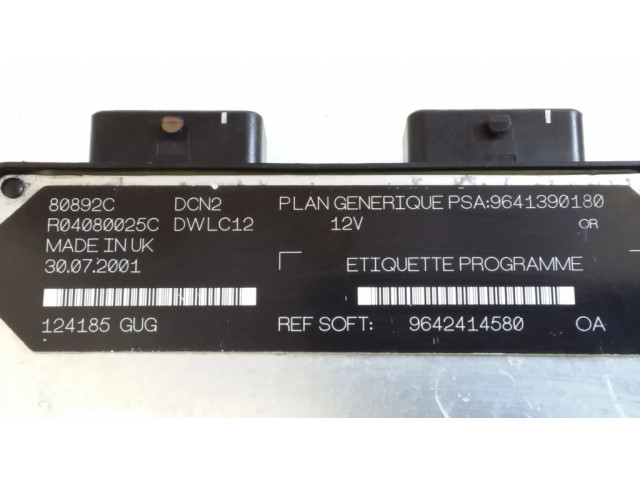 80892C DCN2 PLAN GENERIQUE PSA:9641390180
R04080025C DWLC12 12V OR
MADE IN UK
30.07.2001 ETIQUETTE PROGRAMME
124185 GUG REF SOFT: 9642414580 OA